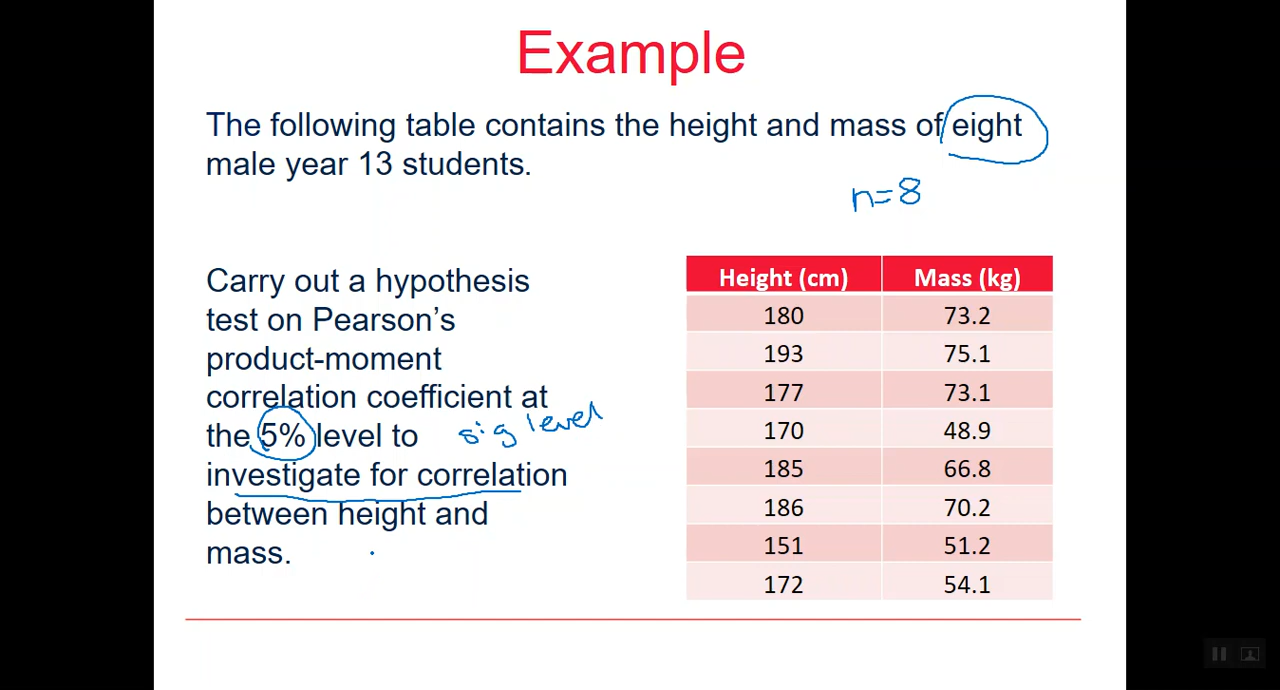 Example
The following table contains the height and mass of eight
male year 13 students.
n=8
Carry out a hypothesis
test on Pearson’s
product-moment
correlation coefficient at
the 5% level to
sig level
investigate for correlation
between height and
mass.
Height (cm) Mass (kg)
180 73.2
193 75.1
177 73.1
170 48.9
185 66.8
186 70.2
151 51.2
172 54.1